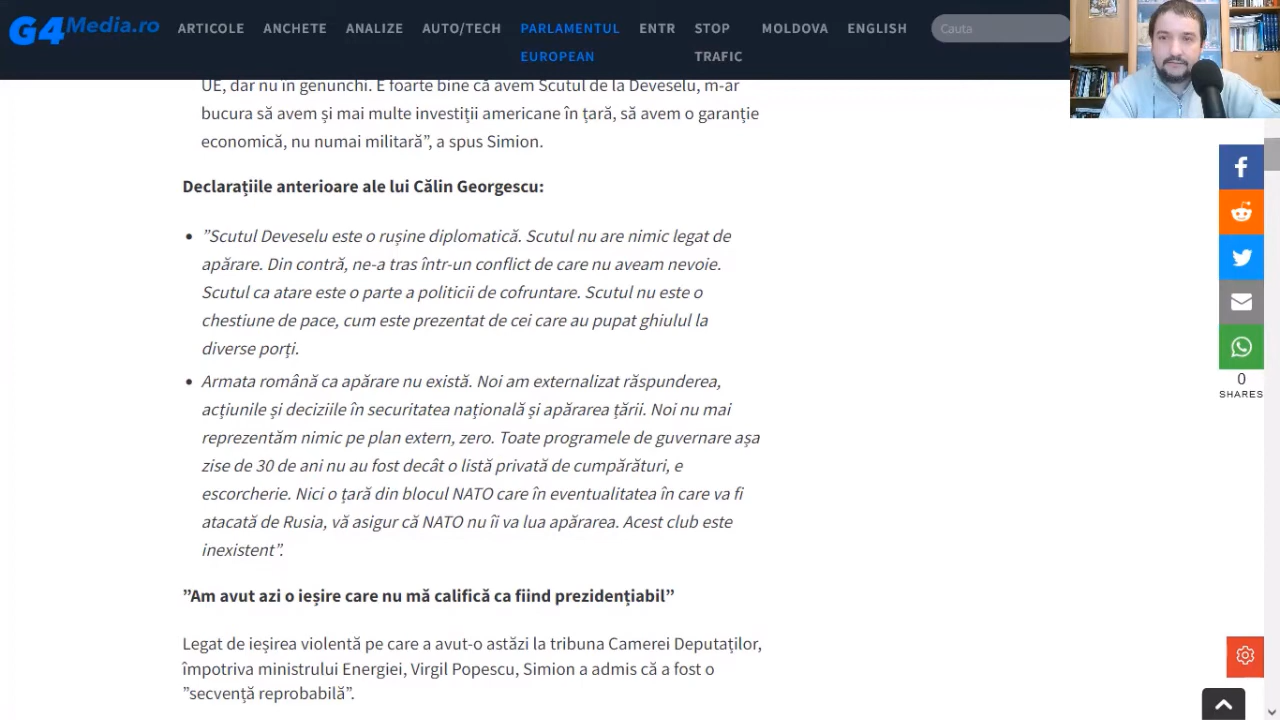 G4Media.ro
ARTICOLE ANCHETE ANALIZE AUTO/TECH PARLAMENTUL EUROPEAN ENTR STOP TRAFIC MOLDOVA ENGLISH Cauta
UE, dar nu în genunchi. E foarte bine că avem Scutul de la Deveselu, m-ar
bucura să avem și mai multe investiții americane în țară, să avem o garanție
economică, nu numai militară”, a spus Simion.
Declarațiile anterioare ale lui Călin Georgescu:
”Scutul Deveselu este o rușine diplomatică. Scutul nu are nimic legat de
apărare. Din contră, ne-a tras într-un conflict de care nu aveam nevoie.
Scutul ca atare este o parte a politicii de cofruntare. Scutul nu este o
chestiune de pace, cum este prezentat de cei care au pupat ghiulul la
diverse porți.
Armata română ca apărare nu există. Noi am externalizat răspunderea,
acțiunile și deciziile în securitatea națională și apărarea țării. Noi nu mai
reprezentăm nimic pe plan extern, zero. Toate programele de guvernare așa
zise de 30 de ani nu au fost decât o listă privată de cumpărături, e
escorcherie. Nici o țară din blocul NATO care în eventualitatea în care va fi
atacată de Rusia, vă asigur că NATO nu îi va lua apărarea. Acest club este
inexistent”.
”Am avut azi o ieșire care nu mă califică ca fiind prezidențiabil”
Legat de ieșirea violentă pe care a avut-o astăzi la tribuna Camerei Deputaților,
împotriva ministrului Energiei, Virgil Popescu, Simion a admis că a fost o
”secvență reprobabilă”.
0
SHARES